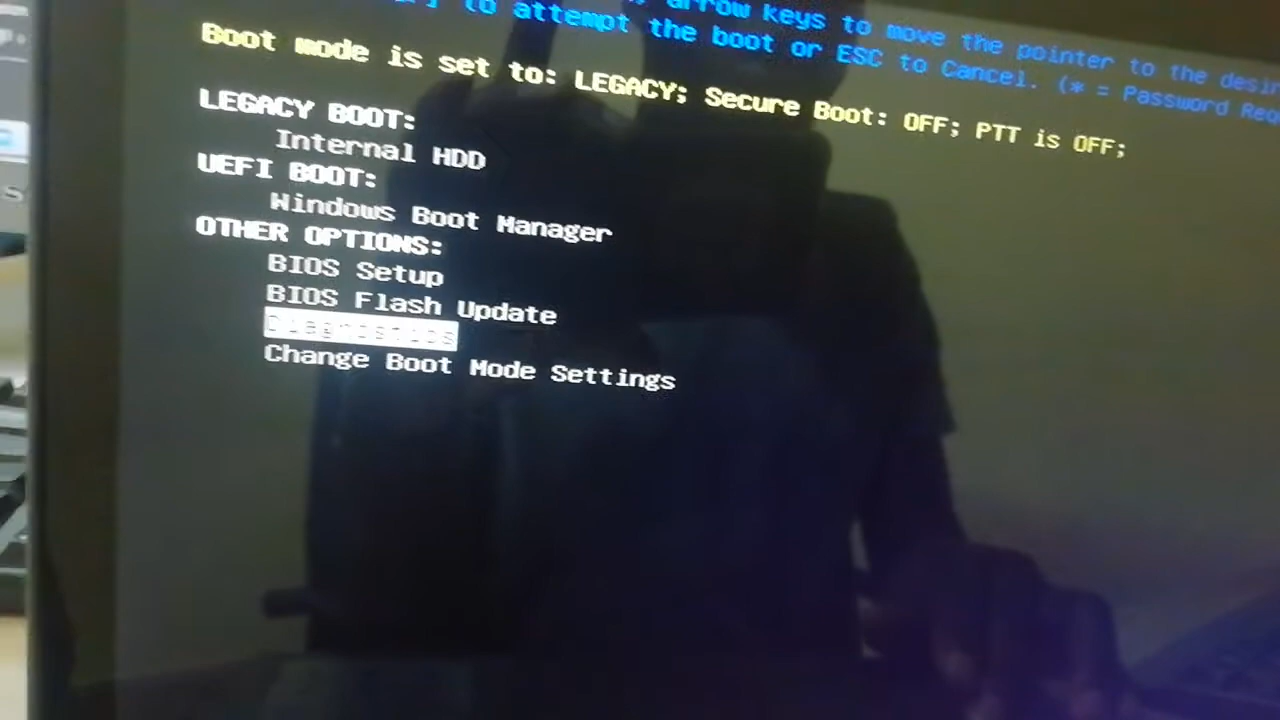 arrow keys to move the pointer to the
to attempt the boot or ESC to Cancel. (* = Password
Boot mode is set to: LEGACY; Secure Boot: OFF; PTT is OFF;
LEGACY BOOT:
Internal HDD
UEFI BOOT:
Windows Boot Manager
OTHER OPTIONS:
BIOS Setup
BIOS Flash Update
Diagnostics
Change Boot Mode Settings